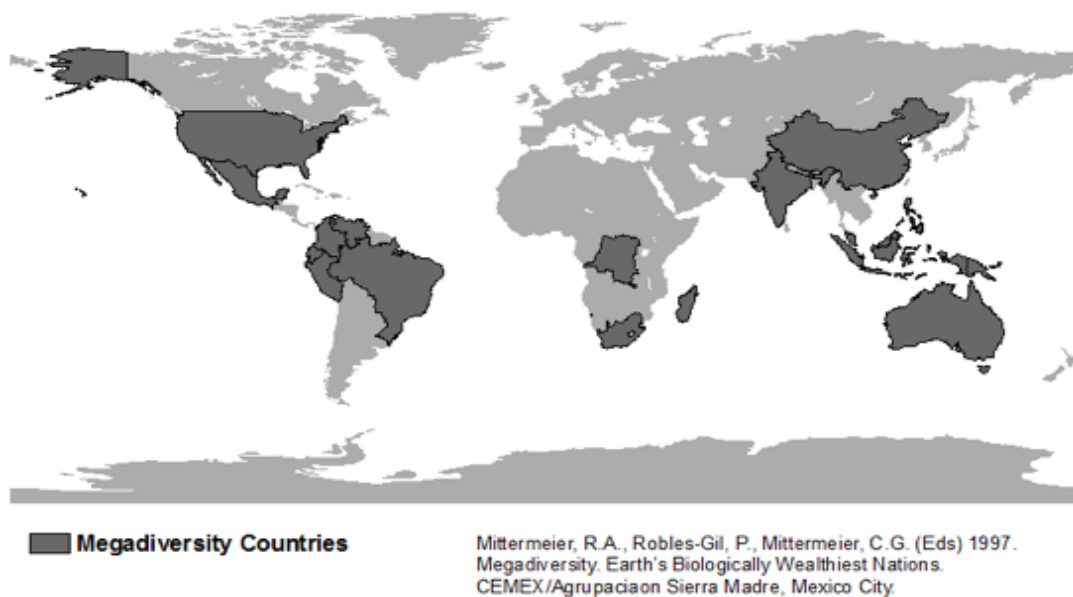 Megadiversity Countries
Mittermeier, R.A., Robles-Gil, P., Mittermeier, C.G. (Eds) 1997.
Megadiversity. Earth's Biologically Wealthiest Nations.
CEMEX/Agrupaciaon Sierra Madre, Mexico City.